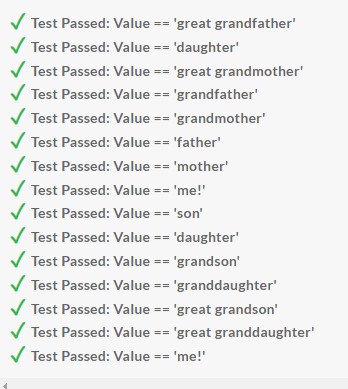 Test Passed: Value == 'great grandfather'
Test Passed: Value == 'daughter'
Test Passed: Value == 'great grandmother'
Test Passed: Value == 'grandfather'
Test Passed: Value == 'grandmother'
Test Passed: Value == 'father'
Test Passed: Value == 'mother'
Test Passed: Value == 'me!'
Test Passed: Value == 'son'
Test Passed: Value == 'daughter'
Test Passed: Value == 'grandson'
Test Passed: Value == 'granddaughter'
Test Passed: Value == 'great grandson'
Test Passed: Value == 'great granddaughter'
Test Passed: Value == 'me!'